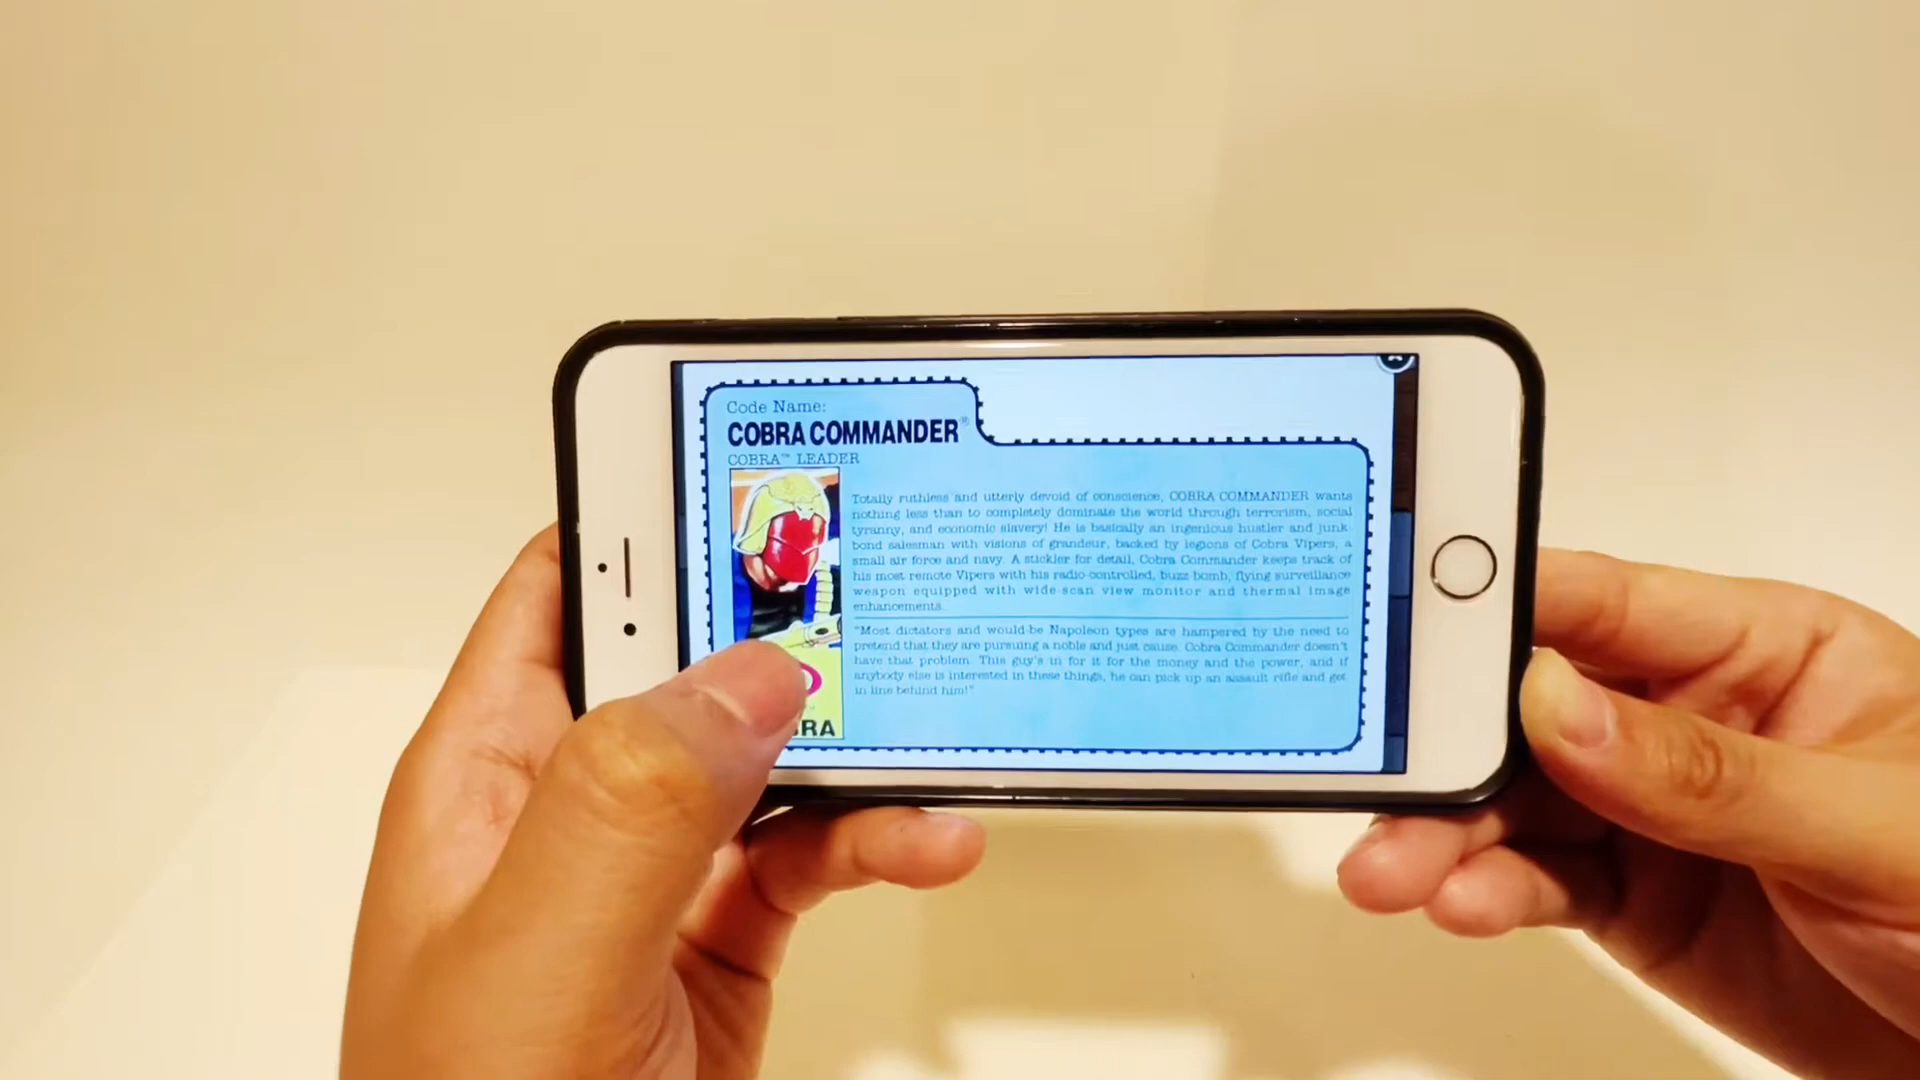 Code Name:
COBRA COMMANDER®
COBRA™ LEADER
Totally ruthless and utterly devoid of conscience, COBRA COMMANDER wants
nothing less than to completely dominate the world through terrorism, social
tyranny, and economic slavery! He is basically an ingenious hustler and junk-
bond salesman with visions of grandeur, backed by legions of Cobra Vipers, a
small air force and navy. A stickler for detail, Cobra Commander keeps track of
his most remote Vipers with his radio-controlled, buzz bomb, flying surveillance
weapon equipped with wide-scan view monitor and thermal image
enhancements.
"Most dictators and would-be Napoleon types are hampered by the need to
pretend that they are pursuing a noble and just cause. Cobra Commander doesn't
have that problem. This guy's in for it for the money and the power, and if
anybody else is interested in these things, he can pick up an assault rifle and get
in line behind him!"
BRA